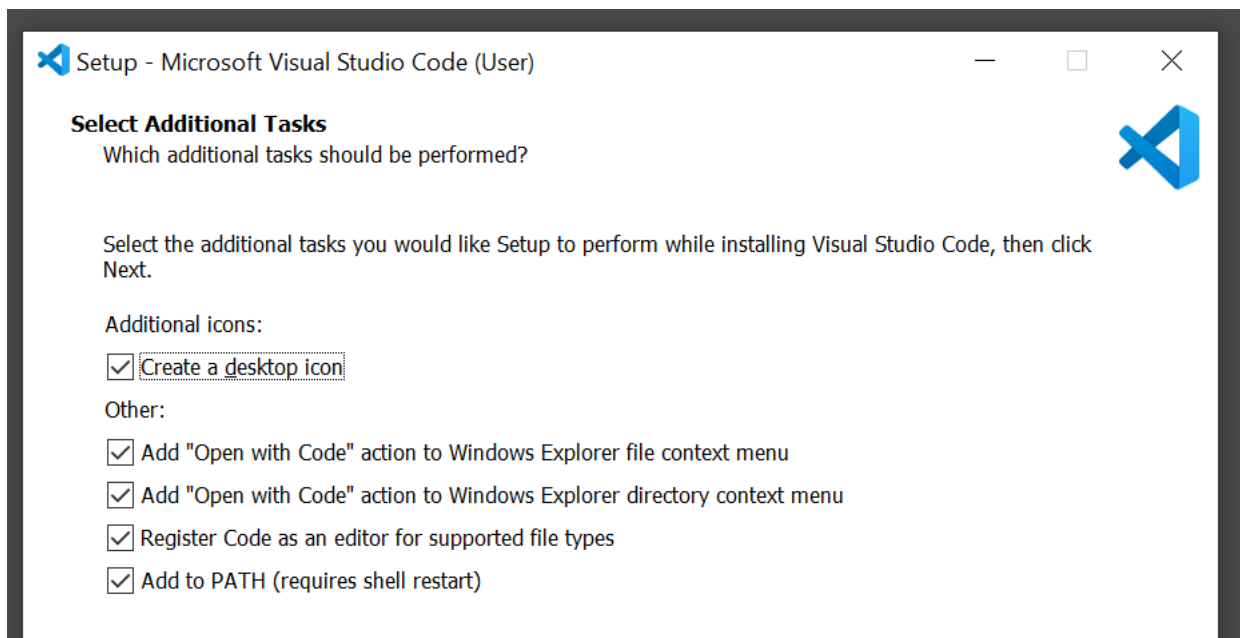 Setup - Microsoft Visual Studio Code (User)
Select Additional Tasks
Which additional tasks should be performed?
Select the additional tasks you would like Setup to perform while installing Visual Studio Code, then click
Next.
Additional icons:
Create a desktop icon
Other:
Add "Open with Code" action to Windows Explorer file context menu
Add "Open with Code" action to Windows Explorer directory context menu
Register Code as an editor for supported file types
Add to PATH (requires shell restart)